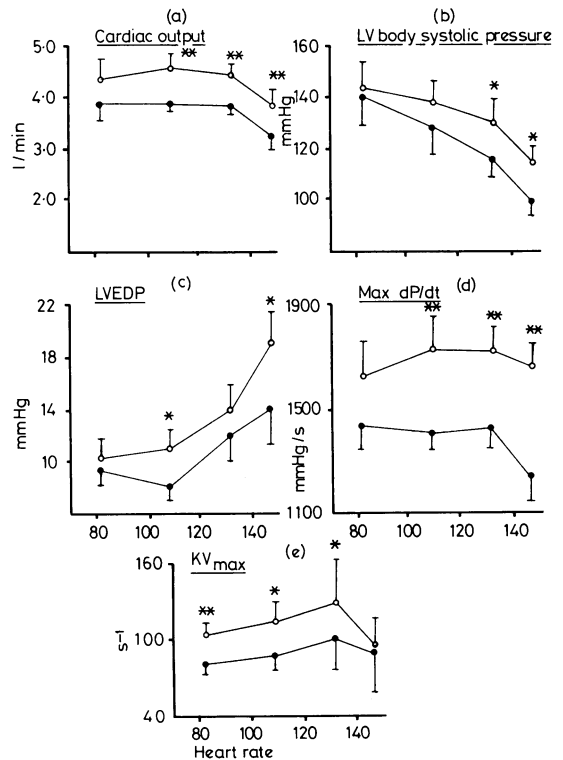 (a)
Cardiac output
5·0
4·0
3·0
2·0
l/min
**
**
**
(b)
LV body systolic pressure
160
140
120
100
mmHg
*
*
(c)
LVEDP
22
18
14
10
mmHg
*
*
80 100 120 140
(d)
Max dP/dt
1900
1500
1100
mmHg/s
**
**
**
80 100 120 140
(e)
KVmax
160
100
40
s⁻¹
**
*
*
80 100 120 140
Heart rate